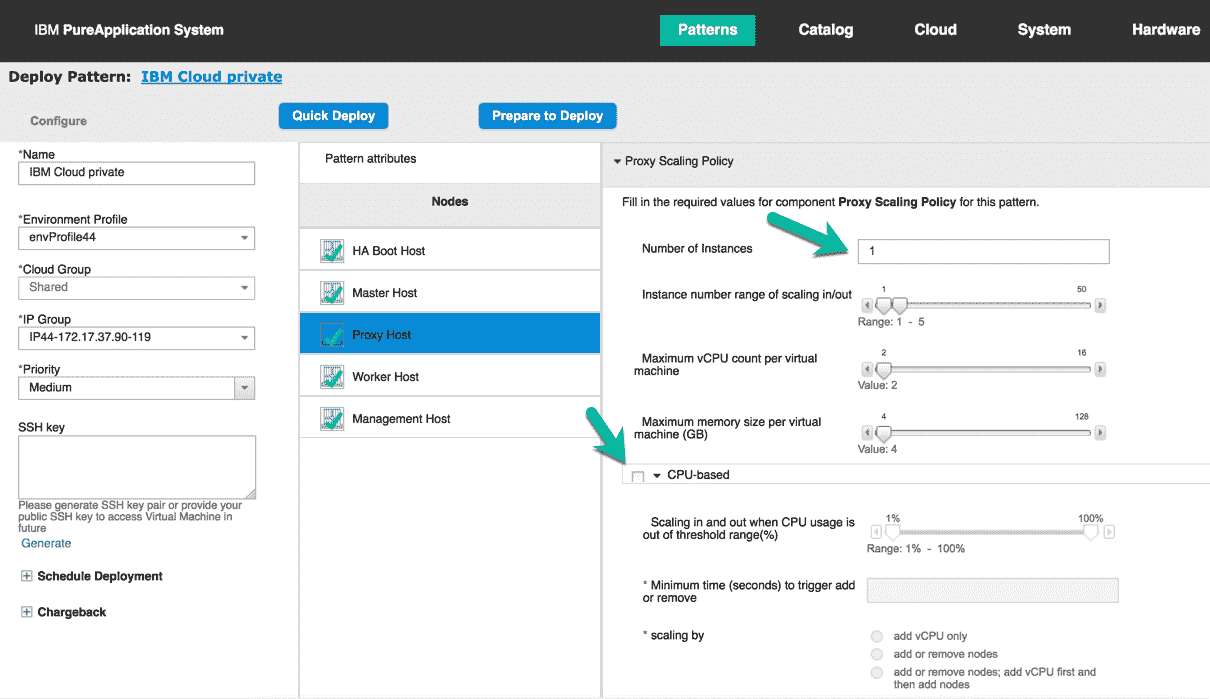 IBM PureApplication System
Patterns
Catalog
Cloud
System
Hardware
Deploy Pattern: IBM Cloud private
Configure
Quick Deploy
Prepare to Deploy
*Name
IBM Cloud private
*Environment Profile
envProfile44
*Cloud Group
Shared
*IP Group
IP44-172.17.37.90-119
*Priority
Medium
SSH key
Please generate SSH key pair or provide your
public SSH key to access Virtual Machine in
future
Generate
Schedule Deployment
Chargeback
Pattern attributes
Nodes
HA Boot Host
Master Host
Proxy Host
Worker Host
Management Host
Proxy Scaling Policy
Fill in the required values for component Proxy Scaling Policy for this pattern.
Number of Instances
1
Instance number range of scaling in/out
1
50
Range: 1 - 5
Maximum vCPU count per virtual
machine
2
16
Value: 2
Maximum memory size per virtual
machine (GB)
4
128
Value: 4
CPU-based
Scaling in and out when CPU usage is
out of threshold range(%)
1%
100%
Range: 1% - 100%
* Minimum time (seconds) to trigger add
or remove
* scaling by
add vCPU only
add or remove nodes
add or remove nodes; add vCPU first and
then add nodes